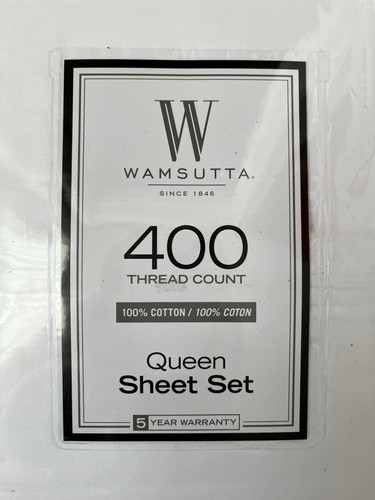 W
WAMSUTTA®
SINCE 1846
400
THREAD COUNT
100% COTTON / 100% COTON
Queen
Sheet Set
5 YEAR WARRANTY